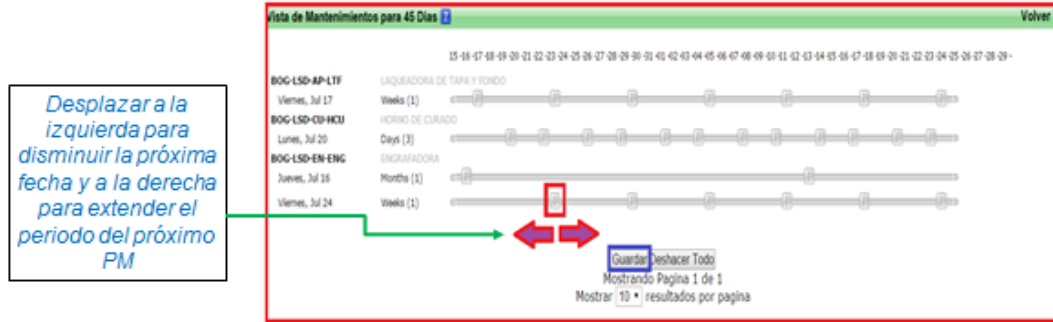 Vista de Mantenimientos para 45 Dias ?
Volver
15-16-17-18-19-20-21-22-23-24-25-26-27-28-29-30-31-01-02-03-04-05-06-07-08-09-10-11-12-13-14-15-16-17-18-19-20-21-22-23-24-25-26-27-28-29-
BOG-LSD-AP-LTF LAQUEADORA DE TAPA Y FONDO
Viernes, Jul 17 Weeks (1)
BOG-LSD-CU-HCU HORNO DE CURADO
Lunes, Jul 20 Days (3)
BOG-LSD-EN-ENG ENGRAFADORA
Jueves, Jul 16 Months (1)
Viernes, Jul 24 Weeks (1)
Desplazar a la
izquierda para
disminuir la próxima
fecha y a la derecha
para extender el
periodo del próximo
PM
Guardar Deshacer Todo
Mostrando Pagina 1 de 1
Mostrar 10 resultados por pagina